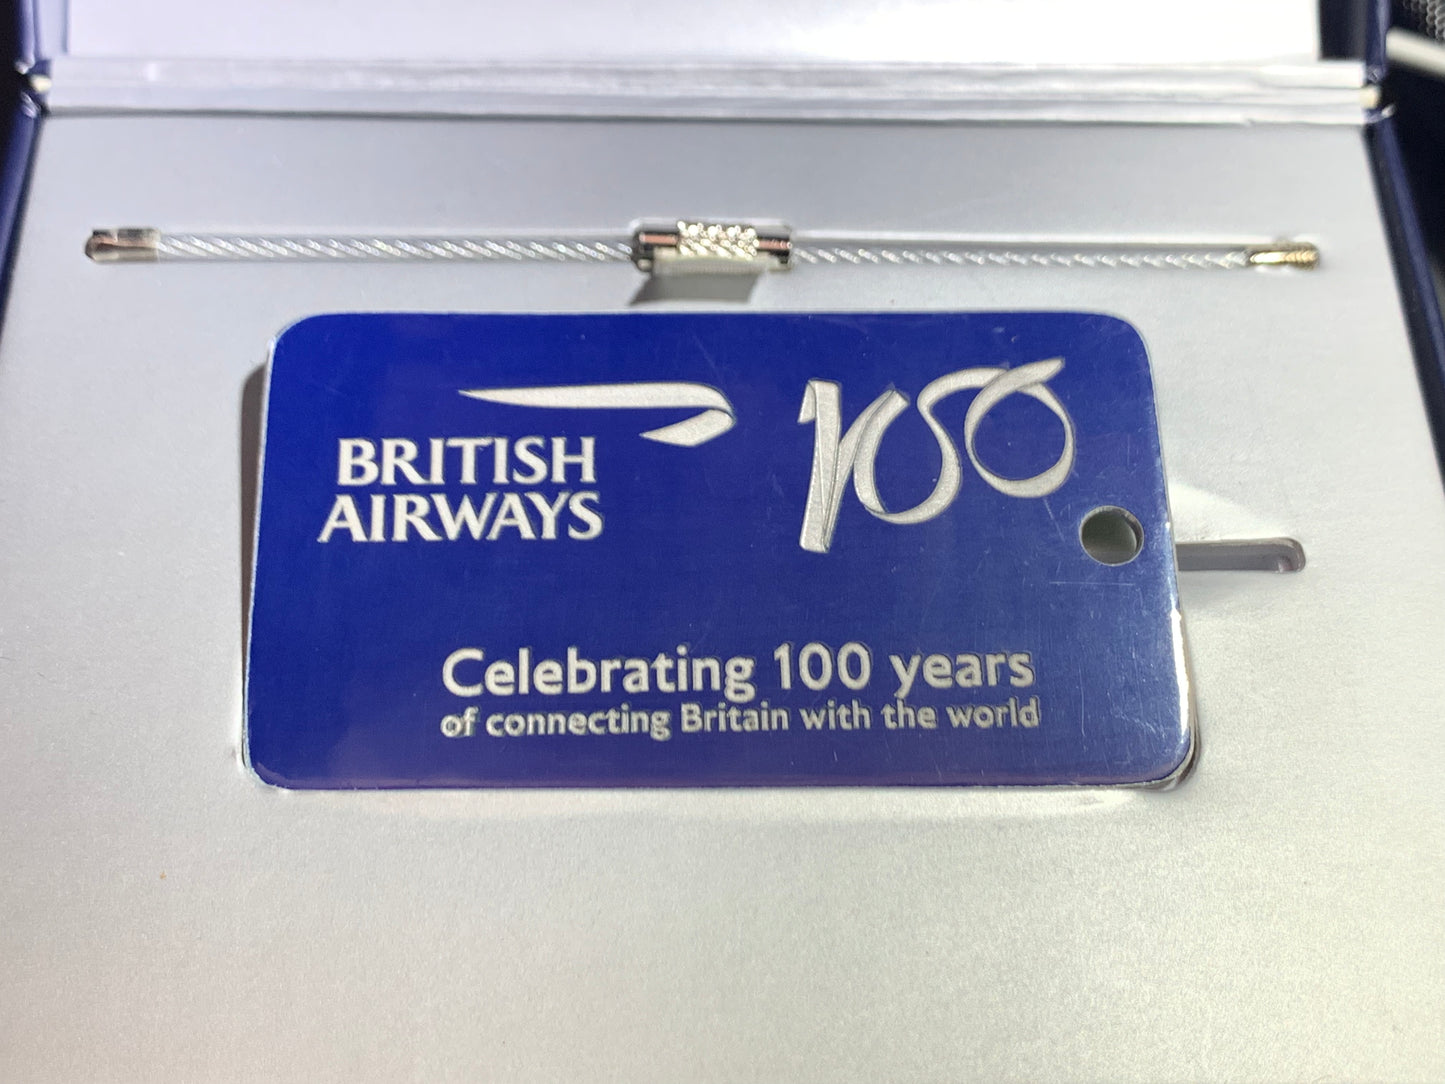 BRITISH
AIRWAYS
100
Celebrating 100 years
of connecting Britain with the world